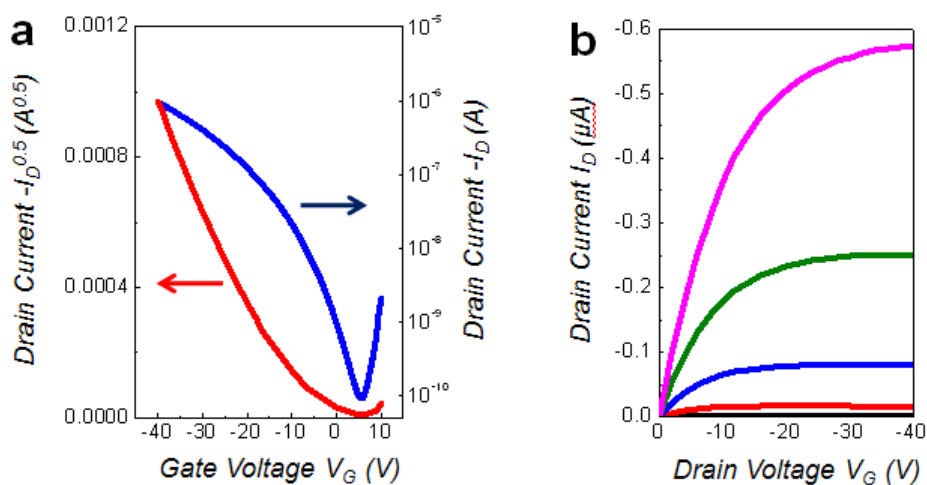 a
Drain Current -I_D^0.5 (A^0.5)
0.0012
0.0008
0.0004
0.0000
-40 -30 -20 -10 0 10
Gate Voltage V_G (V)
10^-5
10^-6
10^-7
10^-8
10^-9
10^-10
Drain Current -I_D (A)
b
Drain Current I_D (µA)
-0.6
-0.5
-0.4
-0.3
-0.2
-0.1
0.0
0 -10 -20 -30 -40
Drain Voltage V_G (V)